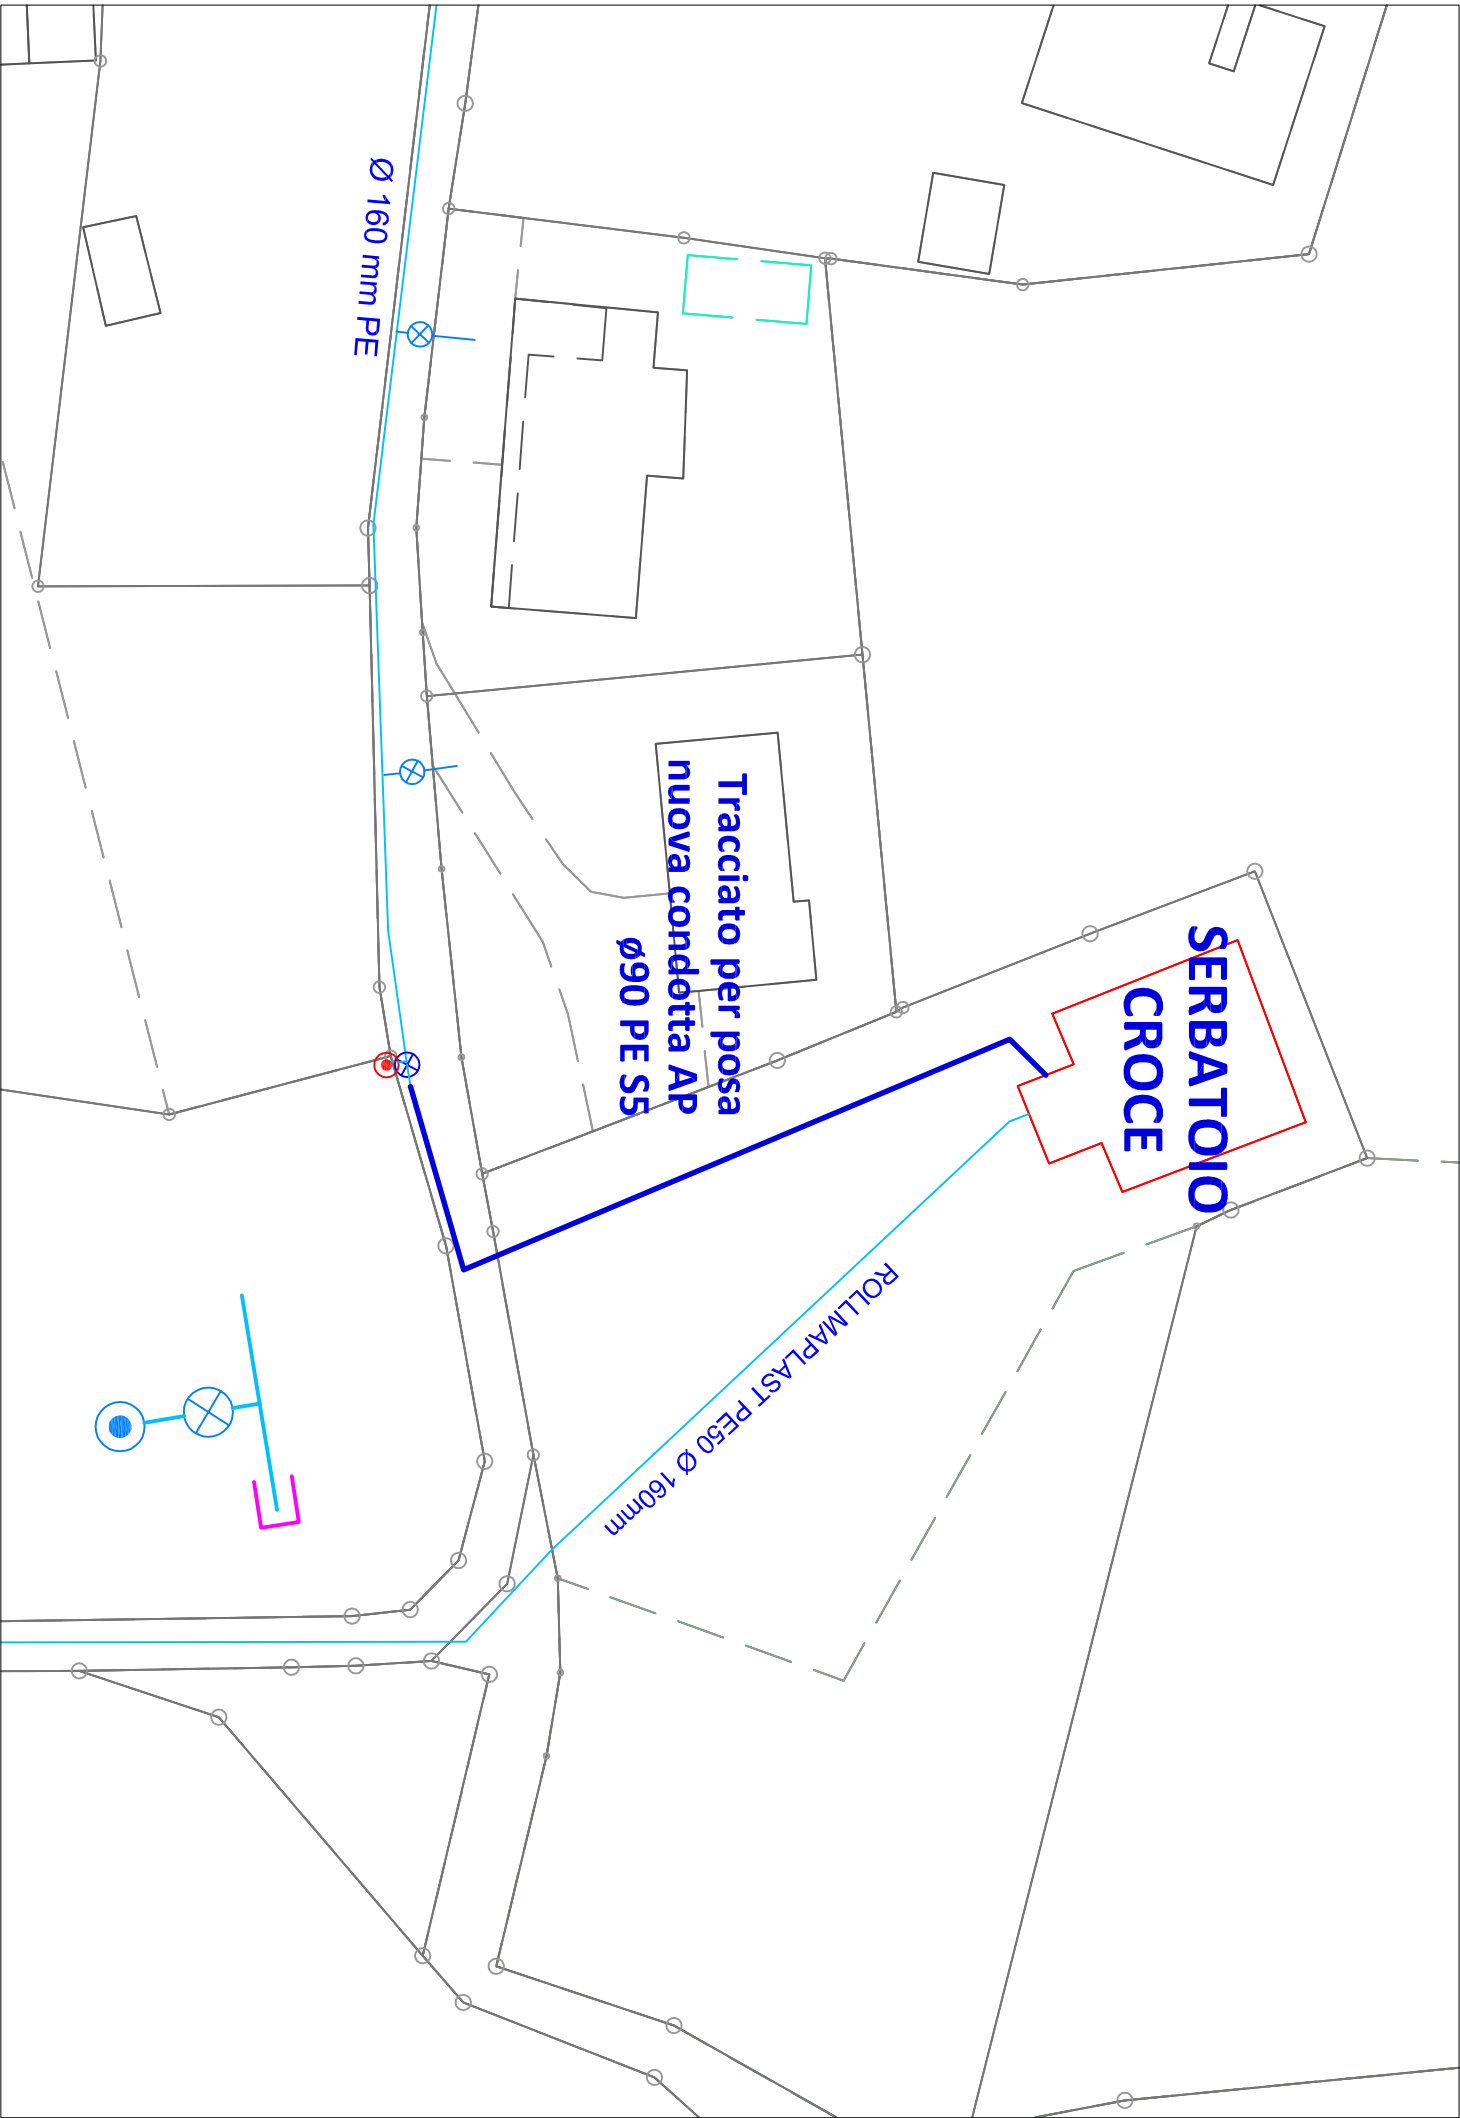 Ø 160 mm PE
Tracciato per posa
nuova condotta AP
ø90 PE S5
SERBATOIO
CROCE
ROLLMAPLAST PE50 Ø 160mm